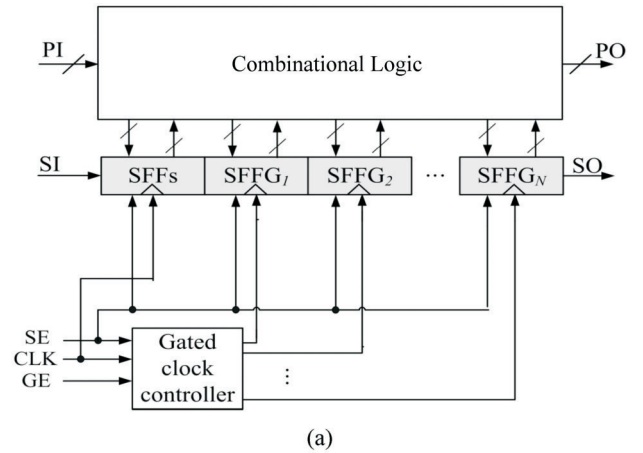 PI
Combinational Logic
PO
SI
SFFs
SFFG1
SFFG2
...
SFFGN
SO
SE
CLK
GE
Gated
clock
controller
⋮
(a)